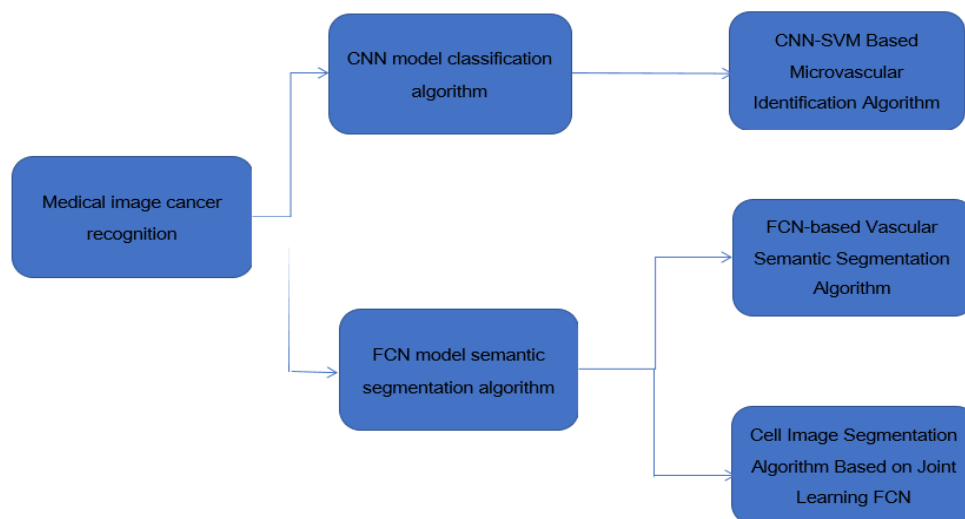 Medical image cancer
recognition
CNN model classification
algorithm
CNN-SVM Based
Microvascular
Identification Algorithm
FCN model semantic
segmentation algorithm
FCN-based Vascular
Semantic Segmentation
Algorithm
Cell Image Segmentation
Algorithm Based on Joint
Learning FCN